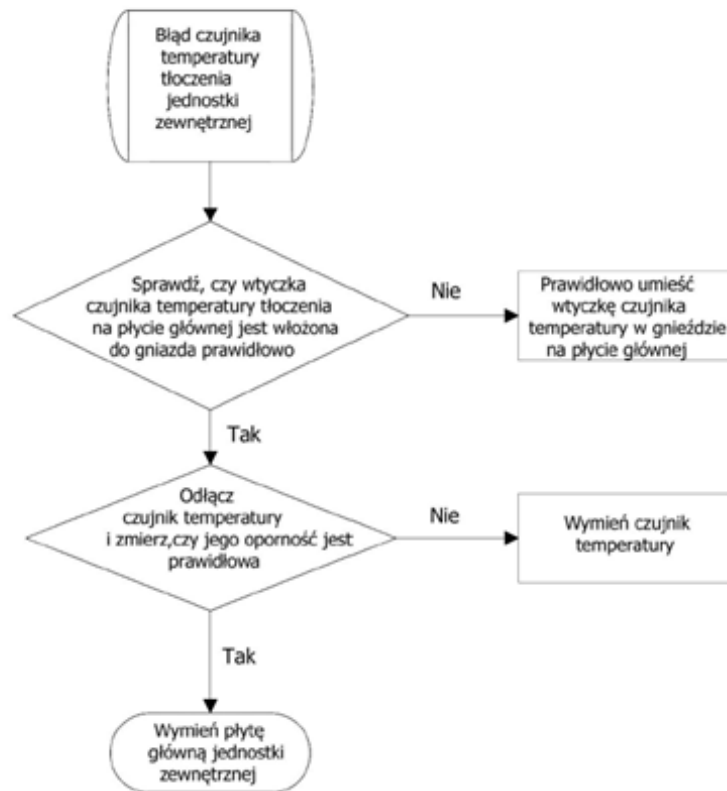 Błąd czujnika
temperatury
tłoczenia
jednostki
zewnętrznej
Sprawdź, czy wtyczka
czujnika temperatury tłoczenia
na płycie głównej jest włożona
do gniazda prawidłowo
Nie
Prawidłowo umieść
wtyczkę czujnika
temperatury w gnieździe
na płycie głównej
Tak
Odłącz
czujnik temperatury
i zmierz,czy jego oporność jest
prawidłowa
Nie
Wymień czujnik
temperatury
Tak
Wymień płytę
główną jednostki
zewnętrznej